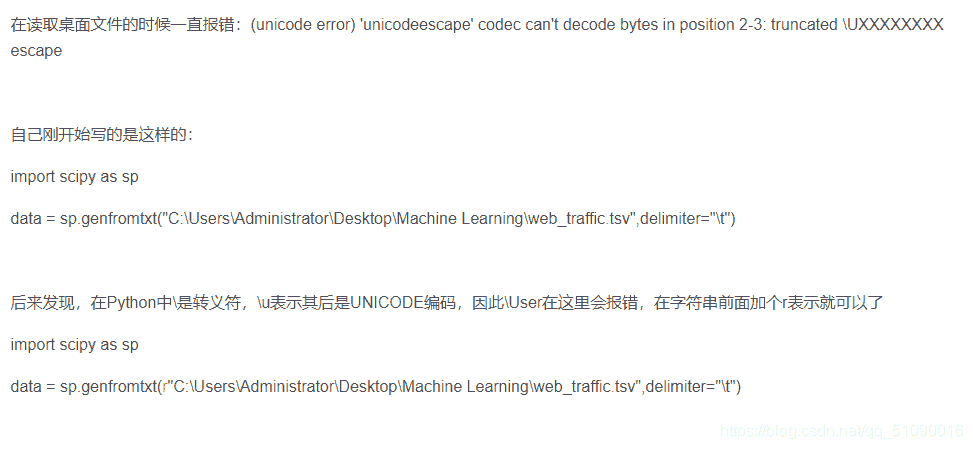 在读取桌面文件的时候一直报错：(unicode error) 'unicodeescape' codec can't decode bytes in position 2-3: truncated \UXXXXXXXX
escape
自己刚开始写的是这样的：
import scipy as sp
data = sp.genfromtxt("C:\Users\Administrator\Desktop\Machine Learning\web_traffic.tsv",delimiter="\t")
后来发现，在Python中\是转义符，\u表示其后是UNICODE编码，因此\User在这里会报错，在字符串前面加个r表示就可以了
import scipy as sp
data = sp.genfromtxt(r"C:\Users\Administrator\Desktop\Machine Learning\web_traffic.tsv",delimiter="\t")
https://blog.csdn.net/qq_51090016